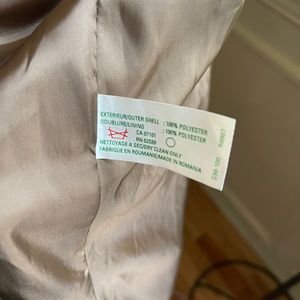 EXTERIEUR/OUTER SHELL : 100% POLYESTER
DOUBLURE/LINING : 100% POLYESTER
CA 07101
RN 52528
NETTOYAGE A SEC/DRY CLEAN ONLY
FABRIQUE EN ROUMANIE/MADE IN ROMANIA